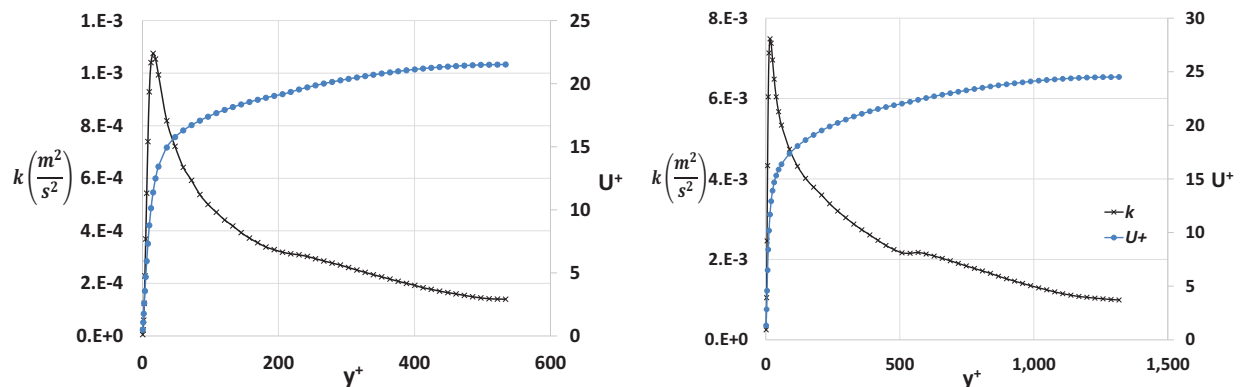 1.E-3
1.E-3
8.E-4
6.E-4
4.E-4
2.E-4
0.E+0
k(m²/s²)
25
20
15
10
5
0
U⁺
0 200 400 600
y⁺
8.E-3
6.E-3
4.E-3
2.E-3
0.E+0
k(m²/s²)
30
25
20
15
10
5
0
U⁺
k
U+
0 500 1,000 1,500
y⁺